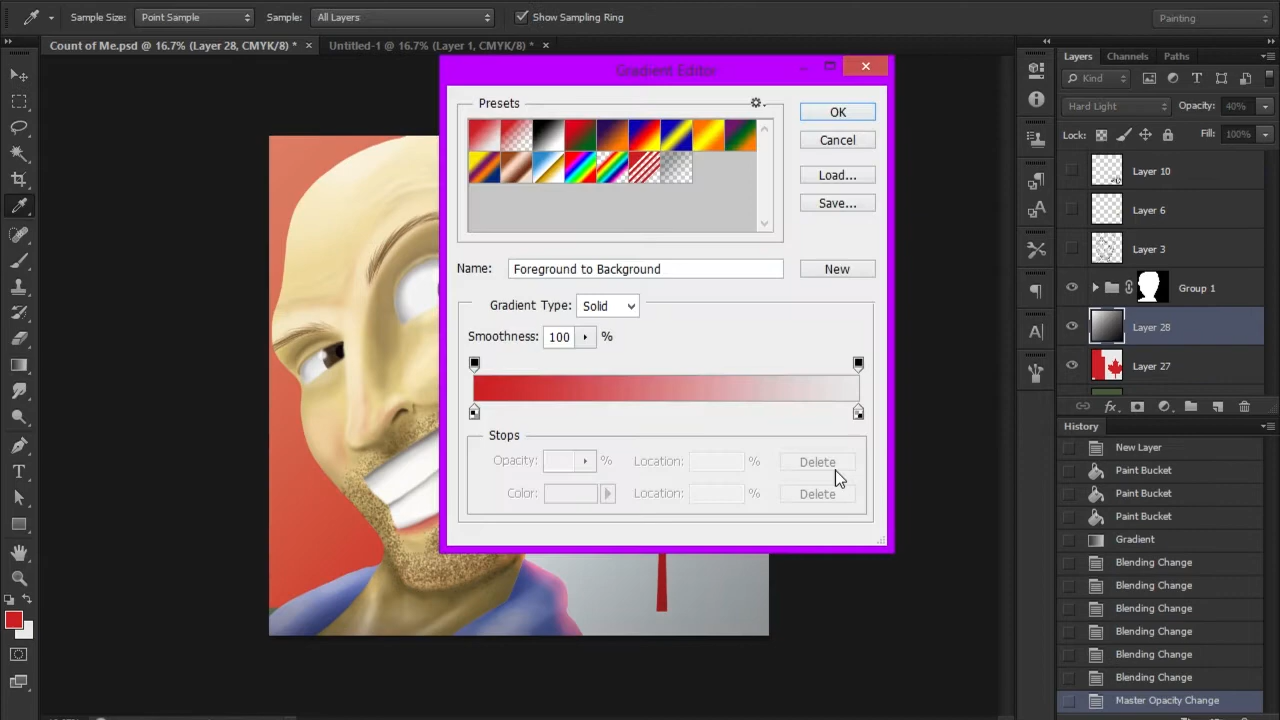 Sample Size: Point Sample Sample: All Layers Show Sampling Ring Painting
Count of Me.psd @ 16.7% (Layer 28, CMYK/8) * × Untitled-1 @ 16.7% (Layer 1, CMYK/8) * ×
Gradient Editor
Presets
OK
Cancel
Load...
Save...
Name: Foreground to Background New
Gradient Type: Solid
Smoothness: 100 %
Stops
Opacity: % Location: % Delete
Color: Location: % Delete
Layers Channels Paths
Kind
Hard Light Opacity: 40%
Lock: Fill: 100%
Layer 10
Layer 6
Layer 3
Group 1
Layer 28
Layer 27
fx
History
New Layer
Paint Bucket
Paint Bucket
Paint Bucket
Gradient
Blending Change
Blending Change
Blending Change
Blending Change
Blending Change
Blending Change
Master Opacity Change